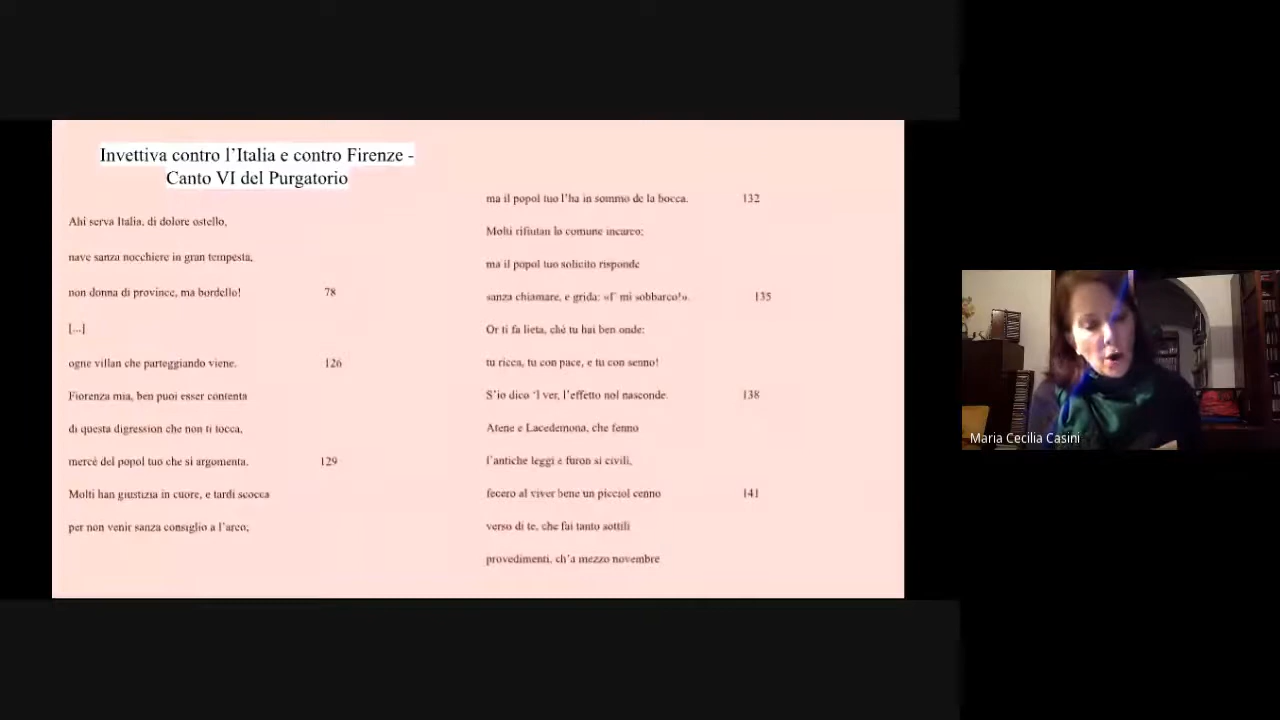 Invettiva contro l’Italia e contro Firenze -
Canto VI del Purgatorio
Ahi serva Italia, di dolore ostello,
nave sanza nocchiere in gran tempesta,
non donna di province, ma bordello! 78
[...]
ogne villan che parteggiando viene. 126
Fiorenza mia, ben puoi esser contenta
di questa digression che non ti tocca,
mercé del popol tuo che si argomenta. 129
Molti han giustizia in cuore, e tardi scocca
per non venir sanza consiglio a l’arco;
ma il popol tuo l’ha in sommo de la bocca. 132
Molti rifiutan lo comune incarco;
ma il popol tuo solicito risponde
sanza chiamare, e grida: «I’ mi sobbarco!». 135
Or ti fa lieta, ché tu hai ben onde:
tu ricca, tu con pace, e tu con senno!
S’io dico ‘l ver, l’effetto nol nasconde. 138
Atene e Lacedemona, che fenno
l’antiche leggi e furon sì civili,
fecero al viver bene un picciol cenno 141
verso di te, che fai tanto sottili
provedimenti, ch’a mezzo novembre
Maria Cecilia Casini